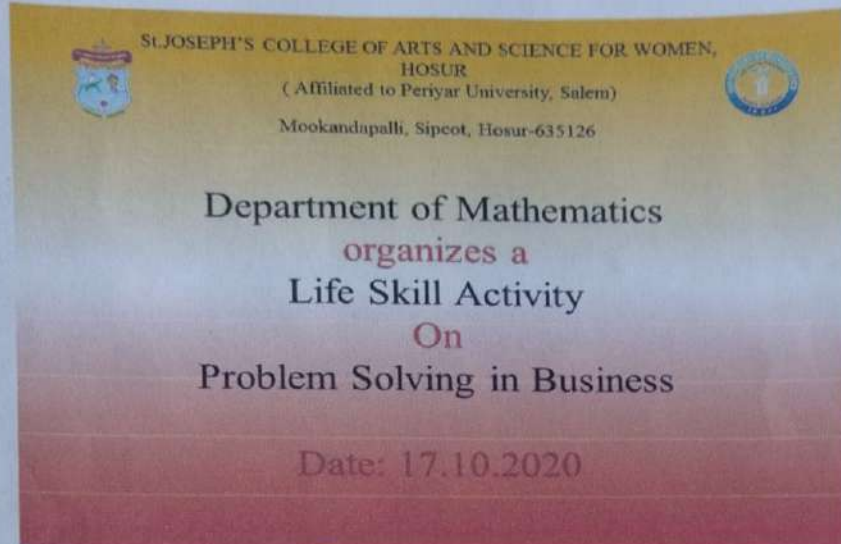 St.JOSEPH'S COLLEGE OF ARTS AND SCIENCE FOR WOMEN,
HOSUR
( Affiliated to Periyar University, Salem)
Mookandapalli, Sipcot, Hosur-635126
Department of Mathematics
organizes a
Life Skill Activity
On
Problem Solving in Business
Date: 17.10.2020